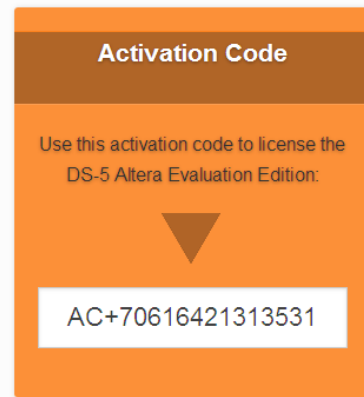 Activation Code
Use this activation code to license the
DS-5 Altera Evaluation Edition:
AC+70616421313531